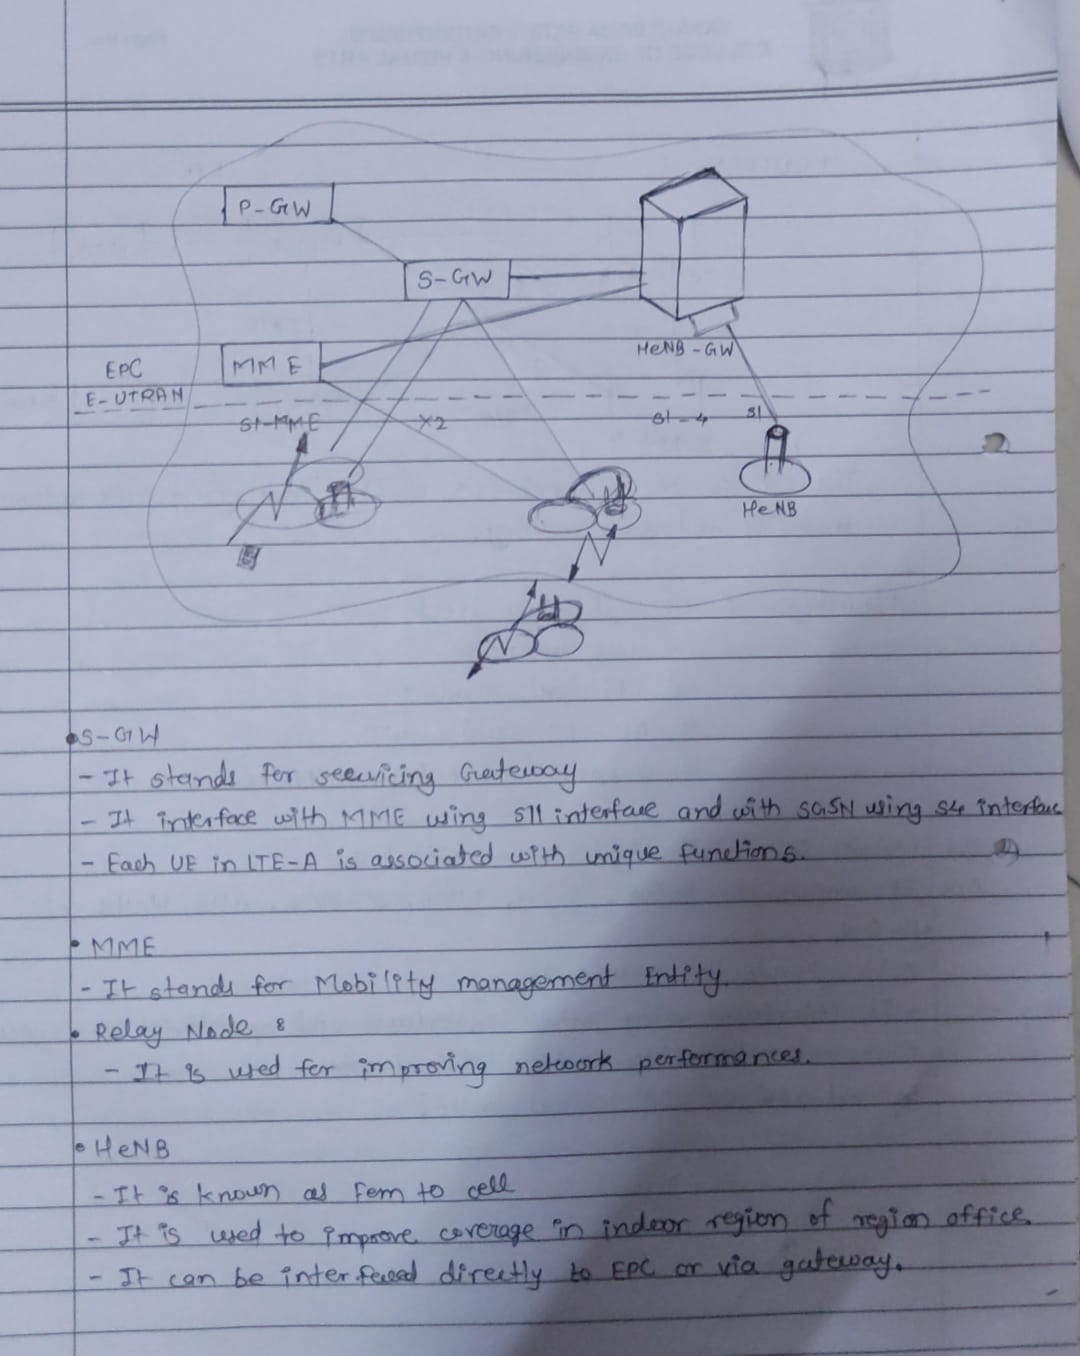 P-GW
S-GW
HeNB-GW
MME
EPC
E-UTRAN
S1-MME
X2
S1-4
S1
HeNB
•S-GW
- It stands for seewicing Gateway
- It interface with MME using S11 interface and with SGSN using S4 interface
- Each UE in LTE-A is associated with unique functions.
• MME
- It stands for Mobility management Entity
• Relay Node :
- It is used for improving network performances.
• HeNB
- It is known as Fem to cell
- It is used to improve coverage in indoor region of region office.
- It can be interfaced directly to EPC or via gateway.